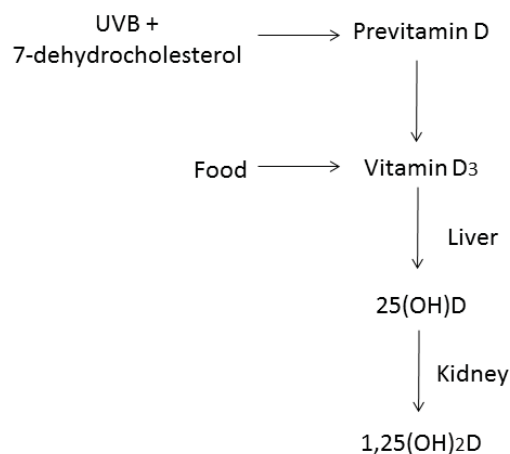 UVB +
7-dehydrocholesterol
Previtamin D
Food
Vitamin D3
Liver
25(OH)D
Kidney
1,25(OH)2D